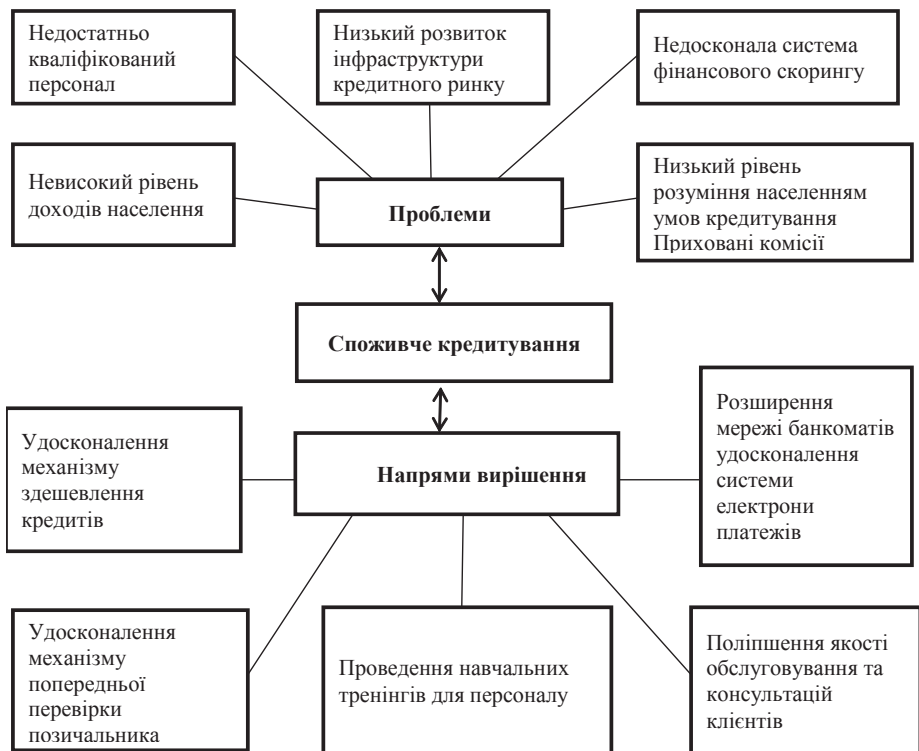 Недостатньо
кваліфікований
персонал
Низький розвиток
інфраструктури
кредитного ринку
Недосконала система
фінансового скорингу
Невисокий рівень
доходів населення
Проблеми
Низький рівень
розуміння населенням
умов кредитування
Приховані комісії
Споживче кредитування
Удосконалення
механізму
здешевлення
кредитів
Напрями вирішення
Розширення
мережі банкоматів
удосконалення
системи
електрони
платежів
Удосконалення
механізму
попередньої
перевірки
позичальника
Проведення навчальних
тренінгів для персоналу
Поліпшення якості
обслуговування та
консультацій
клієнтів